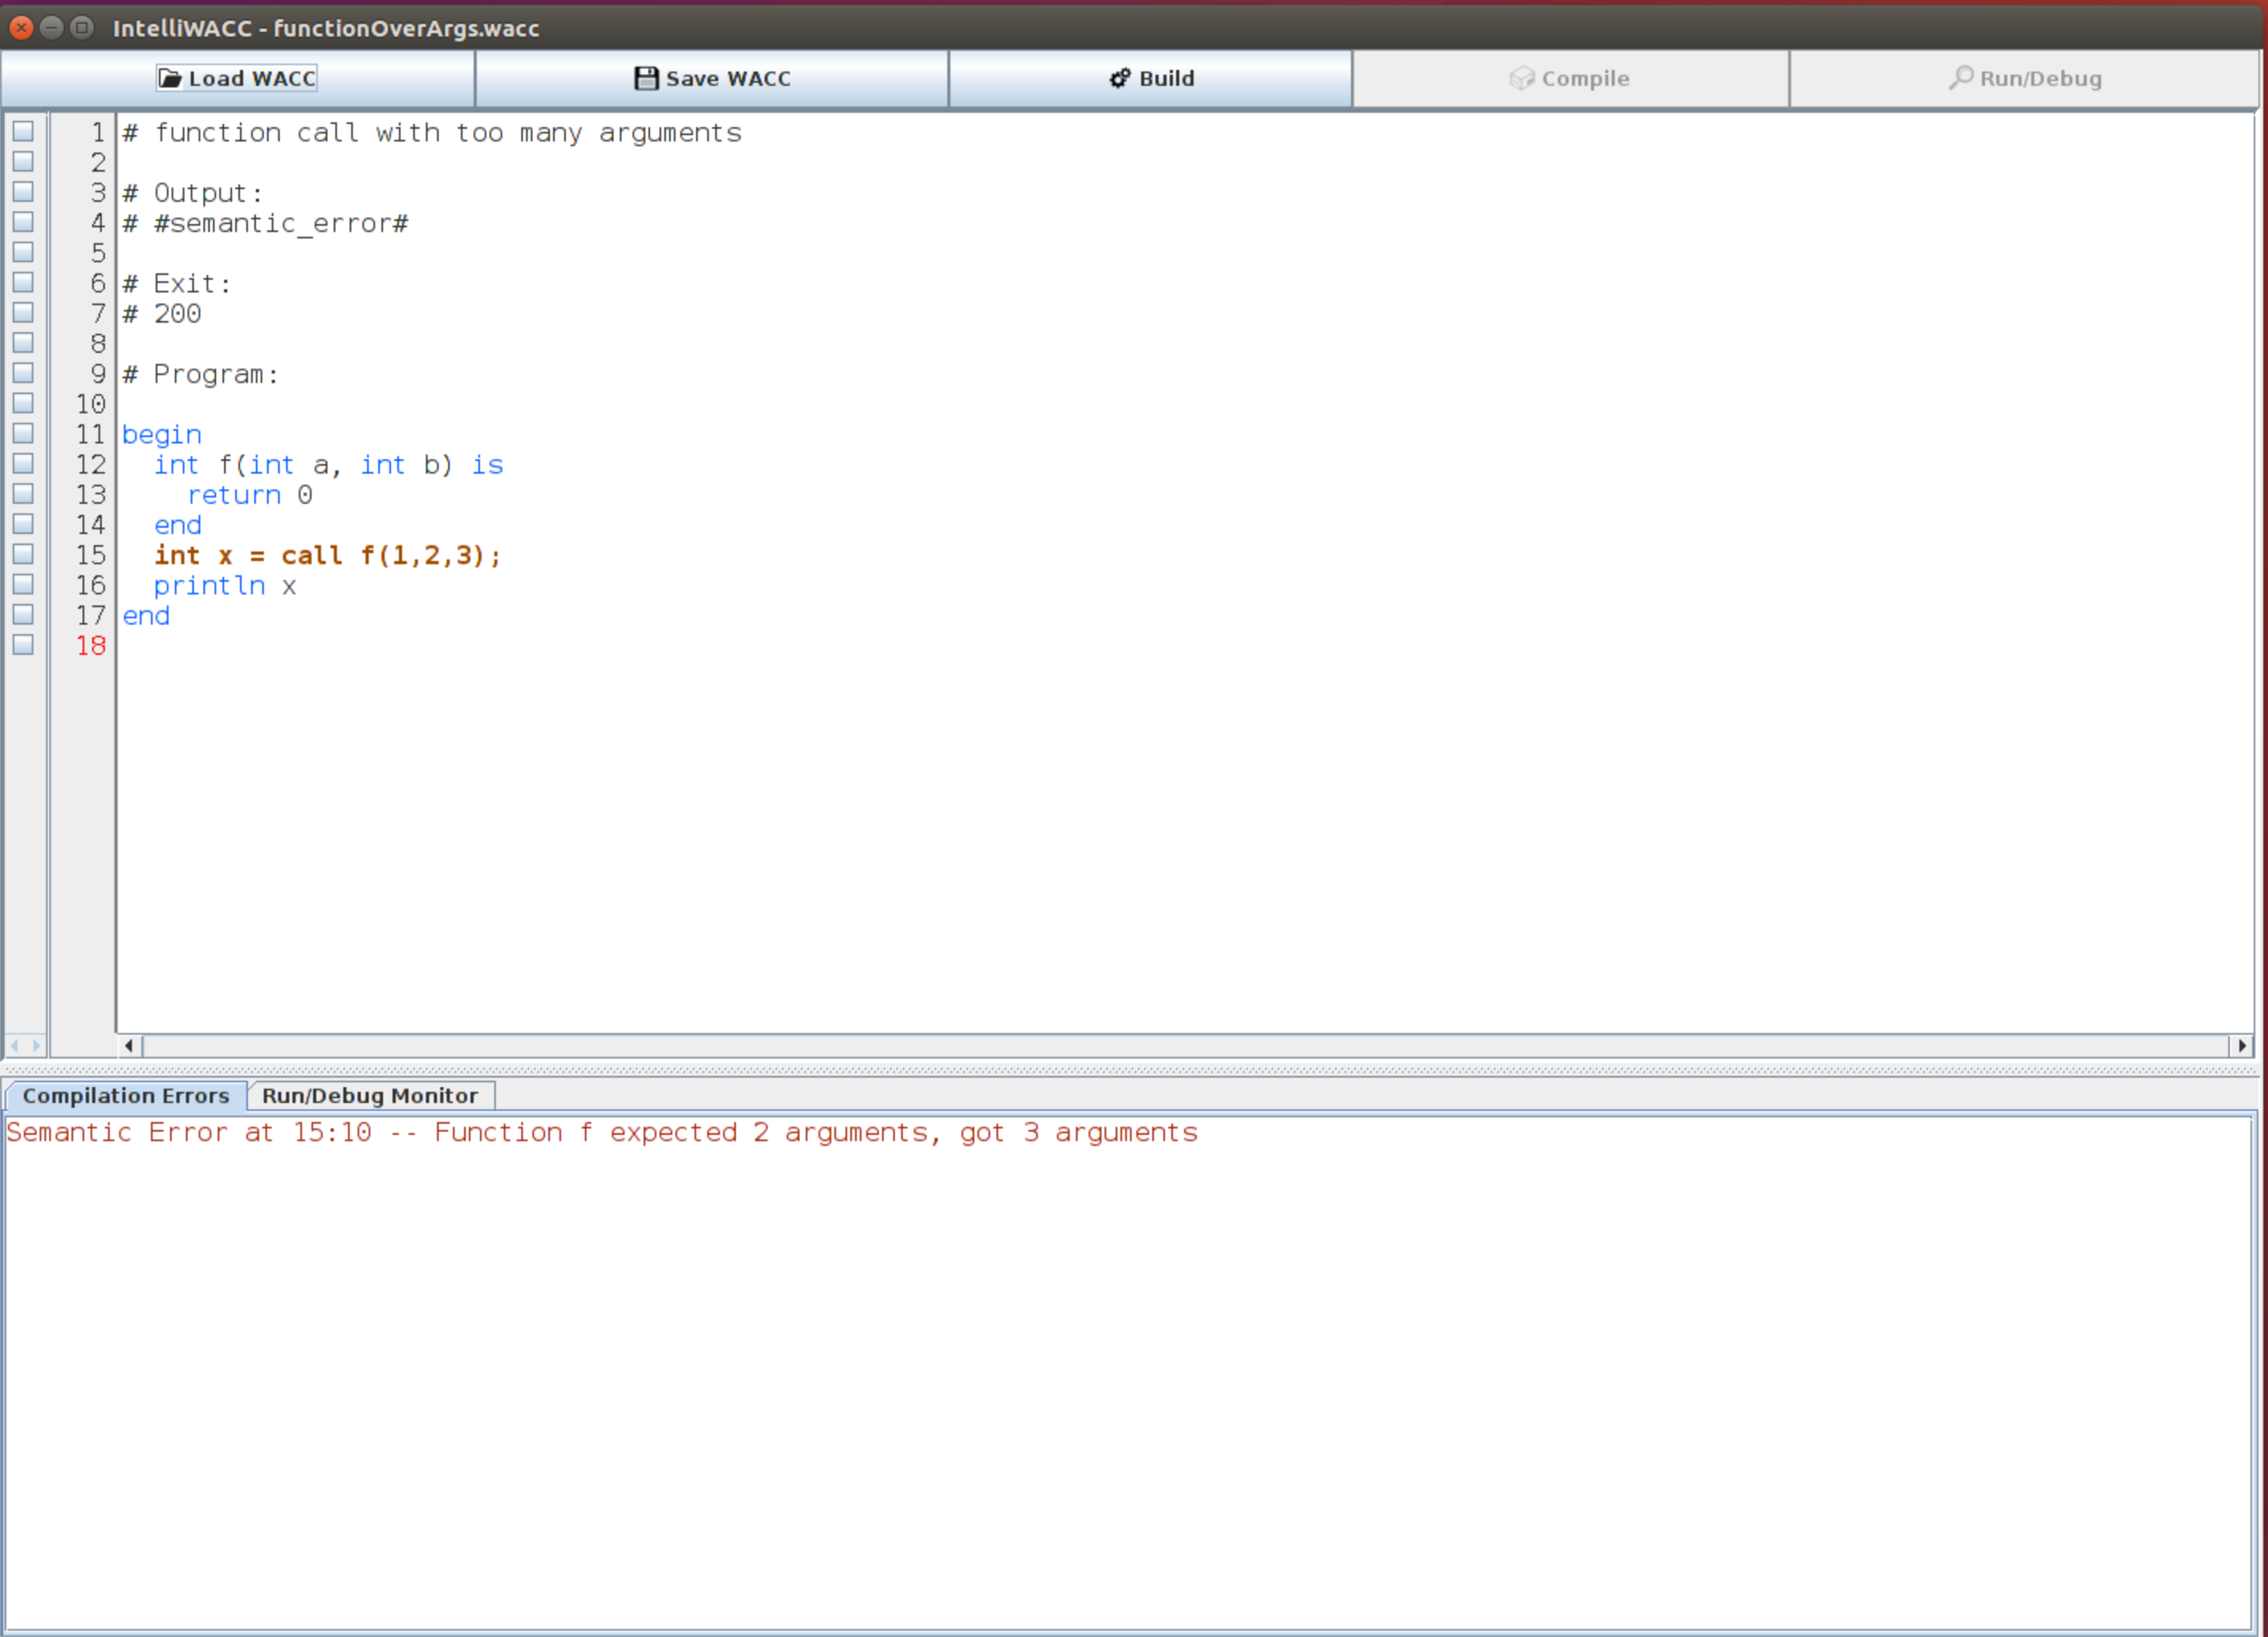 IntelliWACC - functionOverArgs.wacc
Load WACC Save WACC Build Compile Run/Debug
1 # function call with too many arguments
2
3 # Output:
4 # #semantic_error#
5
6 # Exit:
7 # 200
8
9 # Program:
10
11 begin
12   int f(int a, int b) is
13     return 0
14   end
15   int x = call f(1,2,3);
16   println x
17 end
18
Compilation Errors Run/Debug Monitor
Semantic Error at 15:10 -- Function f expected 2 arguments, got 3 arguments